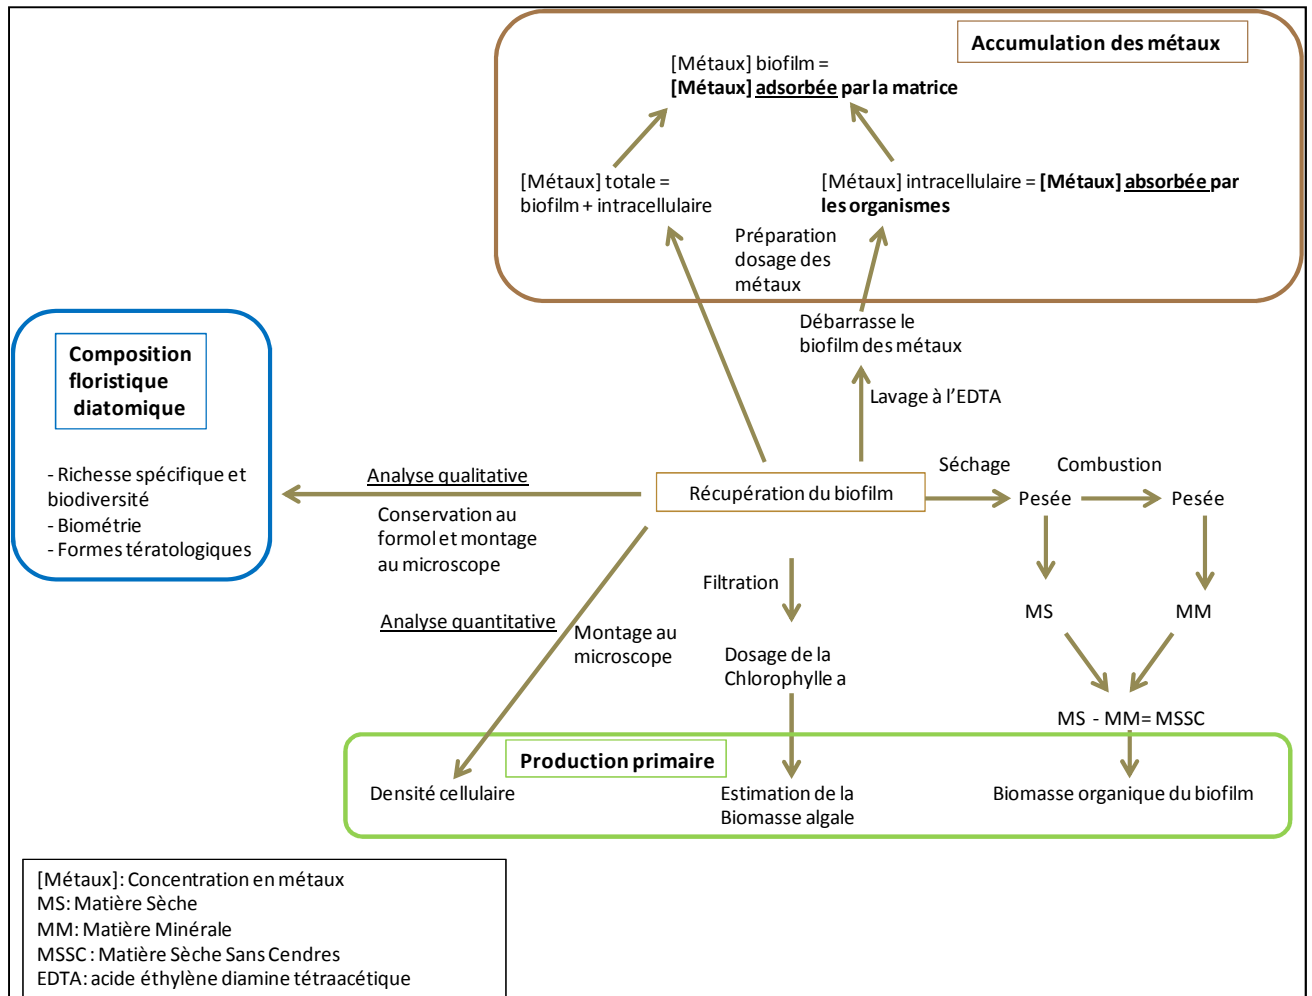 Accumulation des métaux
[Métaux] biofilm =
[Métaux] adsorbée par la matrice
[Métaux] totale =
biofilm + intracellulaire
[Métaux] intracellulaire = [Métaux] absorbée par
les organismes
Préparation
dosage des
métaux
Débarrasse le
biofilm des métaux
Lavage à l'EDTA
Composition
floristique
diatomique
- Richesse spécifique et
biodiversité
- Biométrie
- Formes tératologiques
Analyse qualitative
Conservation au
formol et montage
au microscope
Récupération du biofilm
Séchage
Combustion
Pesée
Pesée
Analyse quantitative
Montage au
microscope
Filtration
Dosage de la
Chlorophylle a
MS
MM
MS - MM= MSSC
Production primaire
Densité cellulaire
Estimation de la
Biomasse algale
Biomasse organique du biofilm
[Métaux]: Concentration en métaux
MS: Matière Sèche
MM: Matière Minérale
MSSC : Matière Sèche Sans Cendres
EDTA: acide éthylène diamine tétraacétique